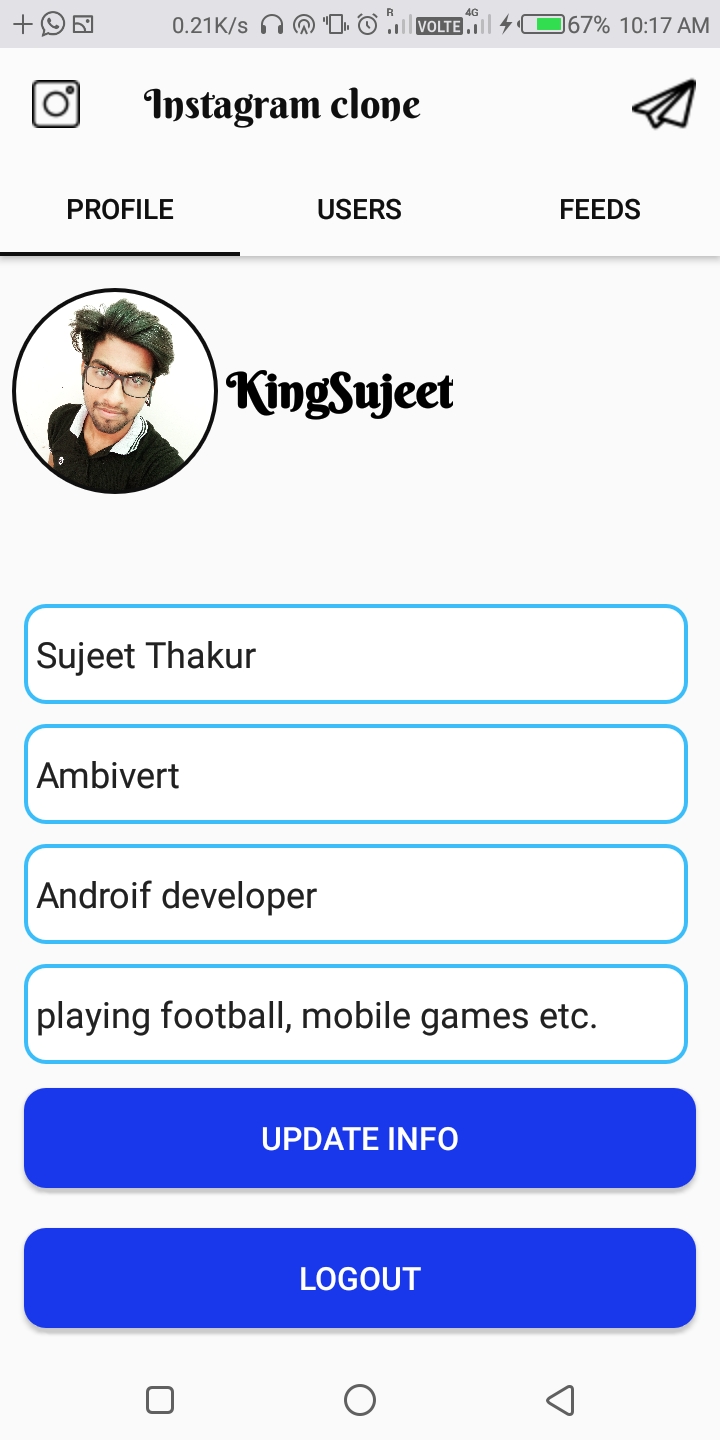 0.21K/s R VOLTE 4G 67% 10:17 AM
Instagram clone
PROFILE USERS FEEDS
KingSujeet
Sujeet Thakur
Ambivert
Androif developer
playing football, mobile games etc.
UPDATE INFO
LOGOUT